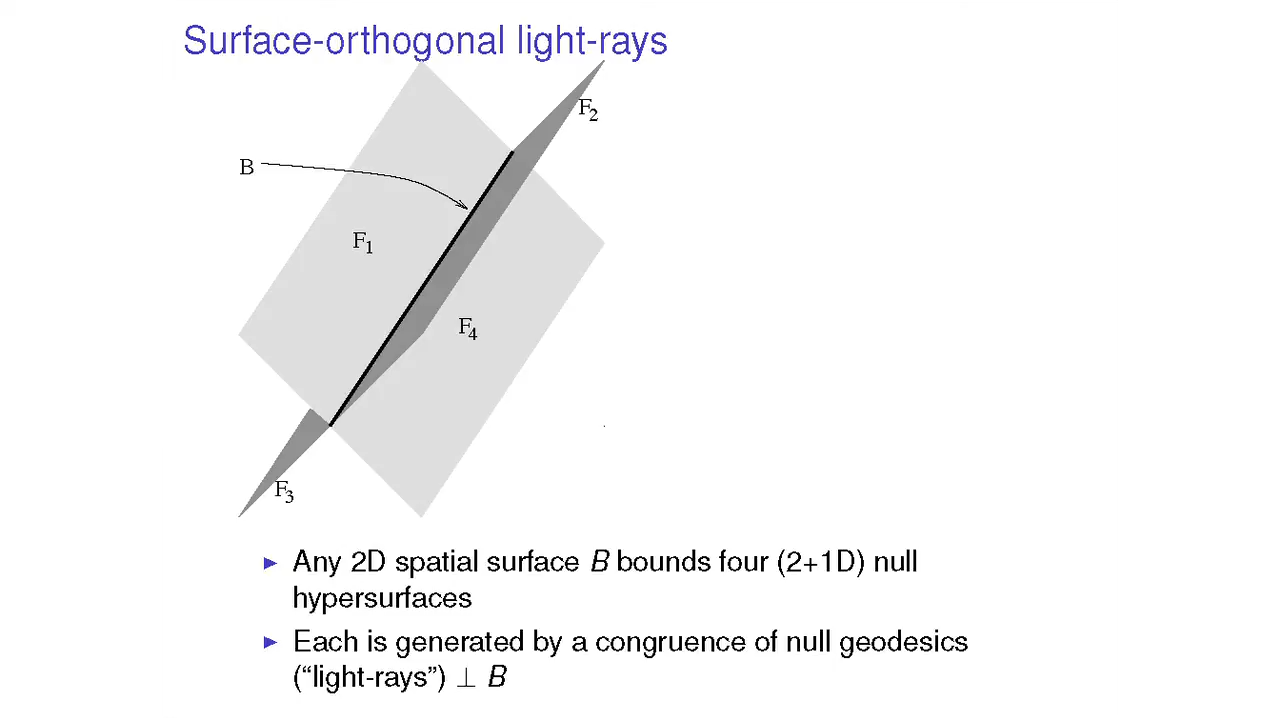 Surface-orthogonal light-rays
F2
B
F1
F4
F3
Any 2D spatial surface B bounds four (2+1D) null
hypersurfaces
Each is generated by a congruence of null geodesics
(“light-rays”) ⊥ B